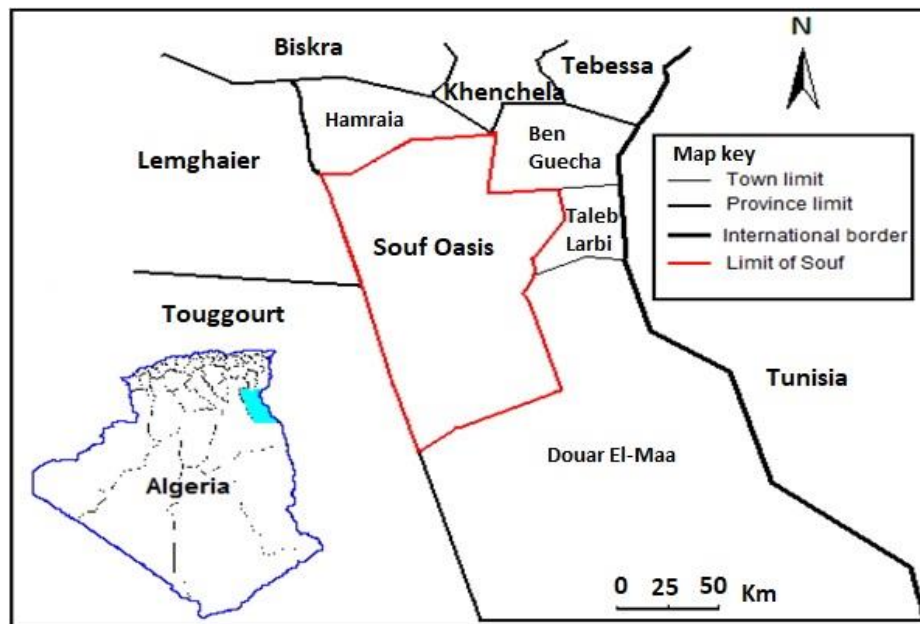 Biskra
N
Tebessa
Khenchela
Hamraia
Ben
Guecha
Lemghaier
Map key
Town limit
Province limit
International border
Limit of Souf
Taleb
Larbi
Souf Oasis
Touggourt
Tunisia
Douar El-Maa
Algeria
0 25 50 Km